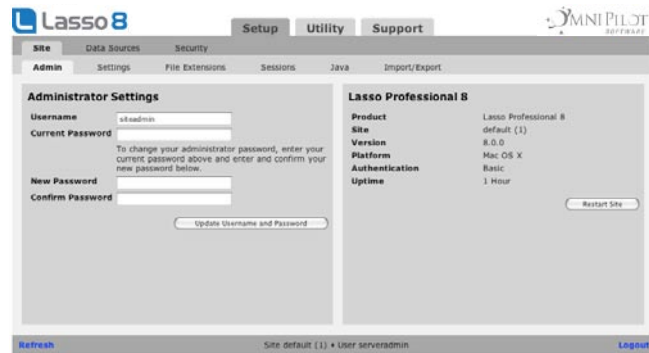 Lasso 8
Setup Utility Support
OMNIPILOT
SOFTWARE
Site Data Sources Security
Admin Settings File Extensions Sessions Java Import/Export
Administrator Settings
Username siteadmin
Current Password
To change your administrator password, enter your
current password above and enter and confirm your
new password below.
New Password
Confirm Password
Update Username and Password
Lasso Professional 8
Product Lasso Professional 8
Site default (1)
Version 8.0.0
Platform Mac OS X
Authentication Basic
Uptime 1 Hour
Restart Site
Refresh Site default (1) • User serveradmin Logout